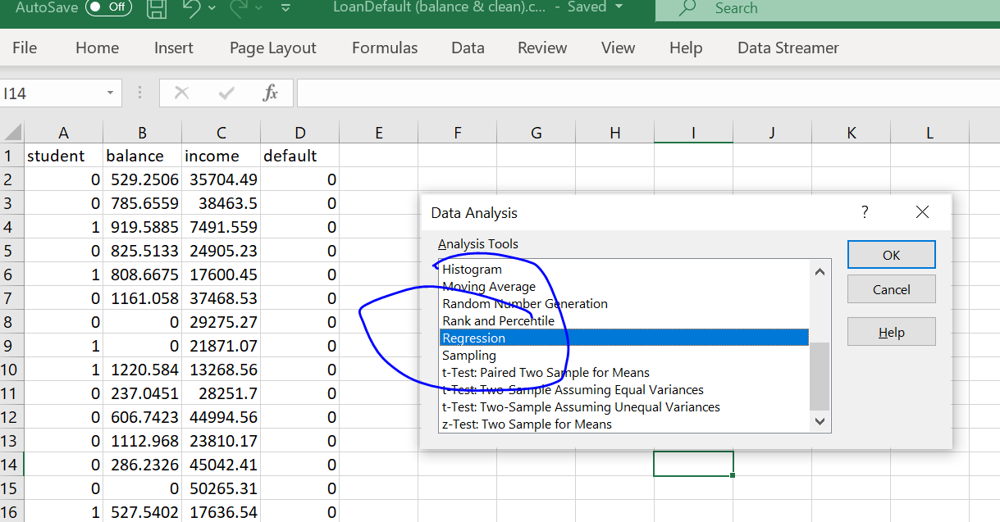 AutoSave Off LoanDefault (balance & clean).c... - Saved Search
File Home Insert Page Layout Formulas Data Review View Help Data Streamer
I14 fx
A B C D E F G H I J K L
1 student balance income default
2 0 529.2506 35704.49 0
3 0 785.6559 38463.5 0
4 1 919.5885 7491.559 0
5 0 825.5133 24905.23 0
6 1 808.6675 17600.45 0
7 0 1161.058 37468.53 0
8 0 0 29275.27 0
9 1 0 21871.07 0
10 1 1220.584 13268.56 0
11 0 237.0451 28251.7 0
12 0 606.7423 44994.56 0
13 0 1112.968 23810.17 0
14 0 286.2326 45042.41 0
15 0 0 50265.31 0
16 1 527.5402 17636.54 0
Data Analysis ?
Analysis Tools
Histogram
Moving Average
Random Number Generation
Rank and Percentile
Regression
Sampling
t-Test: Paired Two Sample for Means
t-Test: Two-Sample Assuming Equal Variances
t-Test: Two-Sample Assuming Unequal Variances
z-Test: Two Sample for Means
OK
Cancel
Help